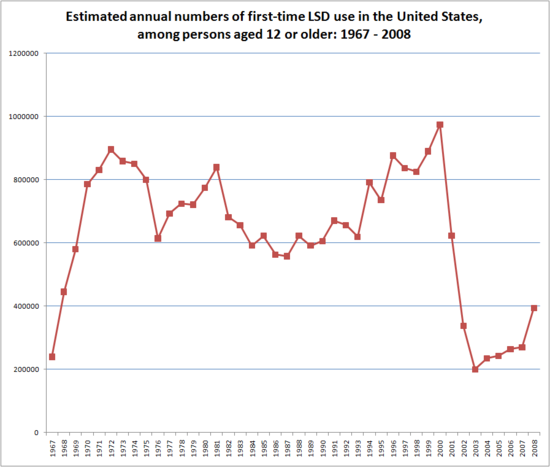 Estimated annual numbers of first-time LSD use in the United States,
among persons aged 12 or older: 1967 - 2008
1200000
1000000
800000
600000
400000
200000
0
1967 1968 1969 1970 1971 1972 1973 1974 1975 1976 1977 1978 1979 1980 1981 1982 1983 1984 1985 1986 1987 1988 1989 1990 1991 1992 1993 1994 1995 1996 1997 1998 1999 2000 2001 2002 2003 2004 2005 2006 2007 2008